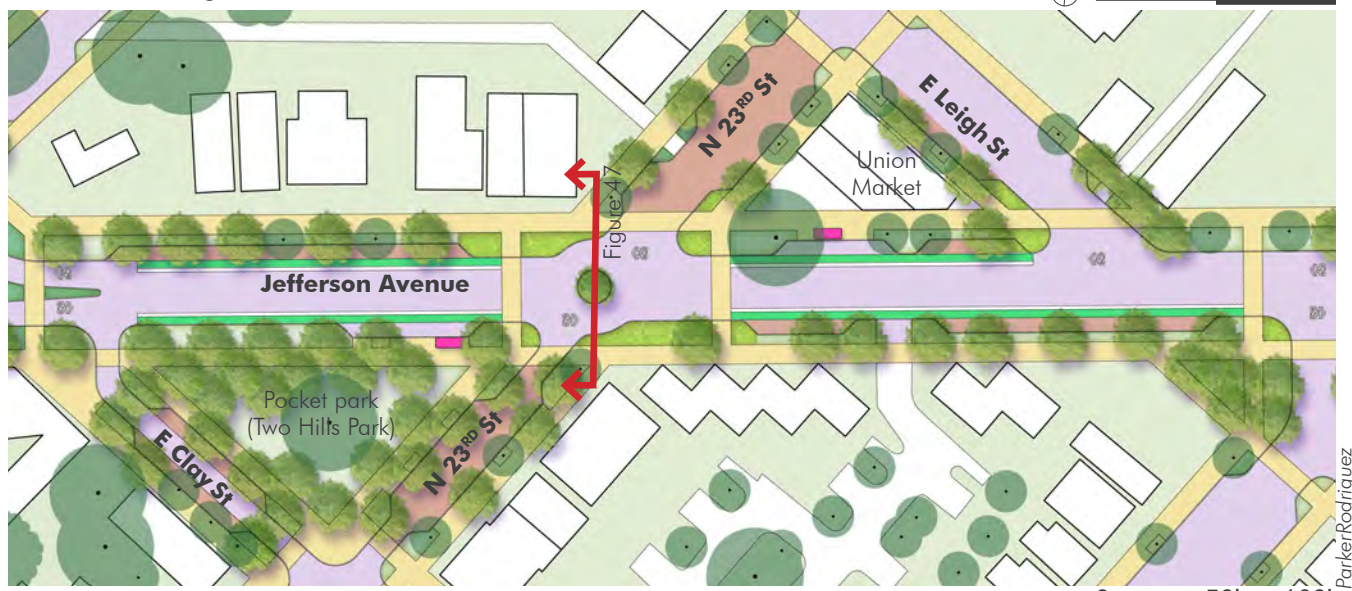 N 23RD St
E Leigh St
Union
Market
Figure 47
Jefferson Avenue
Pocket park
(Two Hills Park)
E Clay St
N 23RD St
ParkerRodriguez